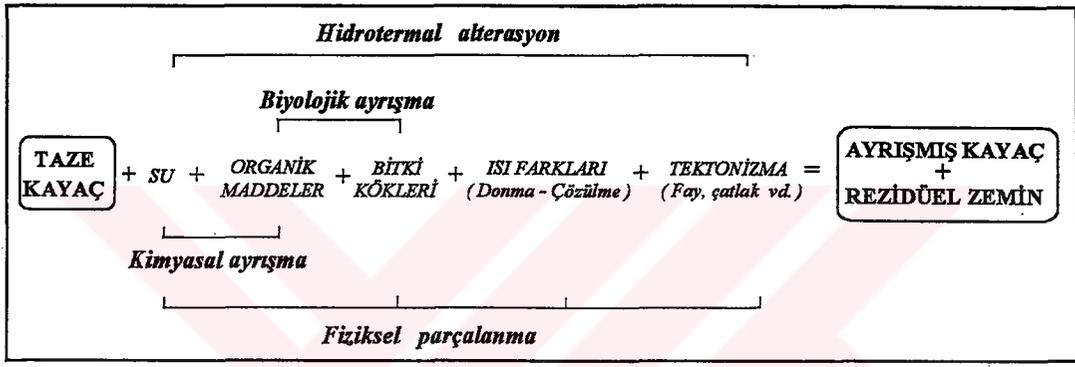 Hidrotermal alterasyon
Biyolojik ayrışma
TAZE KAYAÇ + SU + ORGANİK MADDELER + BİTKİ KÖKLERİ + ISI FARKLARI (Donma - Çözülme) + TEKTONİZMA (Fay, çatlak vd.) = AYRIŞMIŞ KAYAÇ + REZİDÜEL ZEMİN
Kimyasal ayrışma
Fiziksel parçalanma